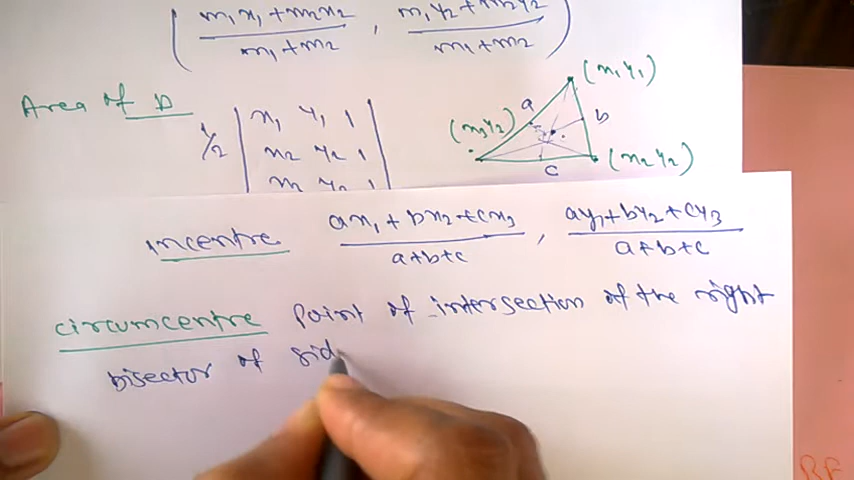 ( m₁x₁+m₂x₂ / m₁+m₂ , m₁y₂+m₂y₂ / m₁+m₂ )
Area of Δ
1/2 | x₁ y₁ 1
x₂ y₂ 1
(x₁ y₁)
a
b
(x₂ y₂)
c
incentre ax₁+bx₂+cx₃ / a+b+c , ay₁+by₂+cy₃ / a+b+c
circumcentre Point of intersection of the right
bisector of sid